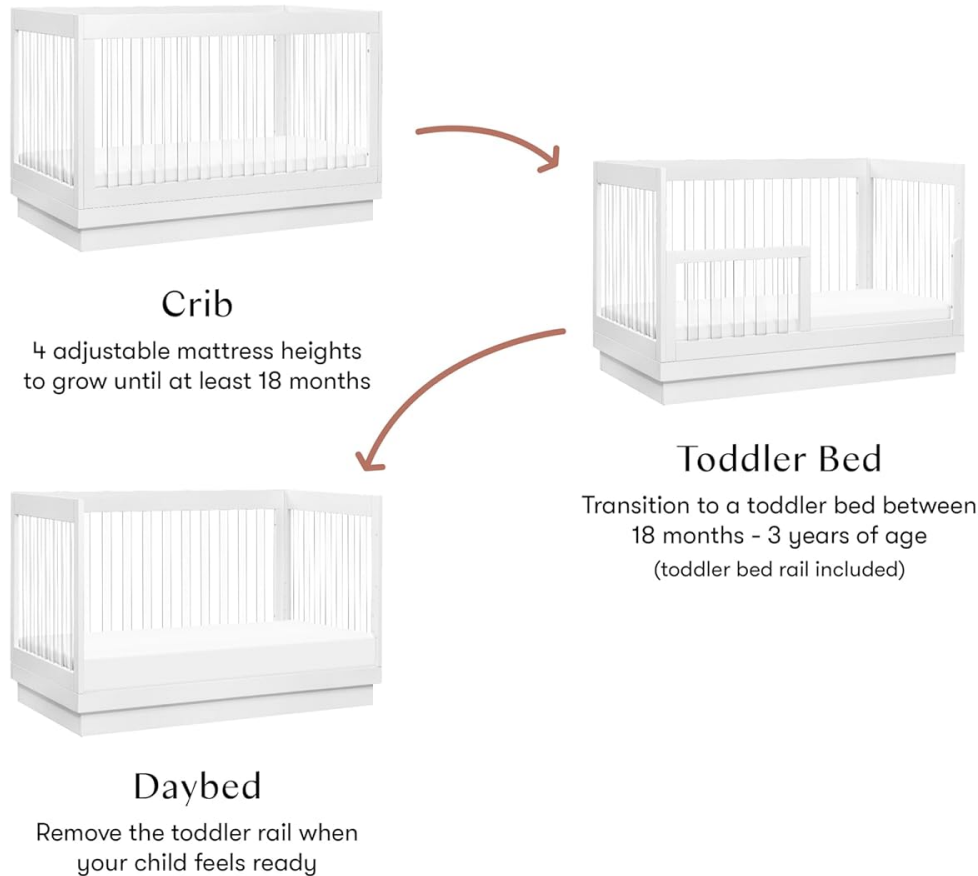 Crib
4 adjustable mattress heights
to grow until at least 18 months
Toddler Bed
Transition to a toddler bed between
18 months - 3 years of age
(toddler bed rail included)
Daybed
Remove the toddler rail when
your child feels ready